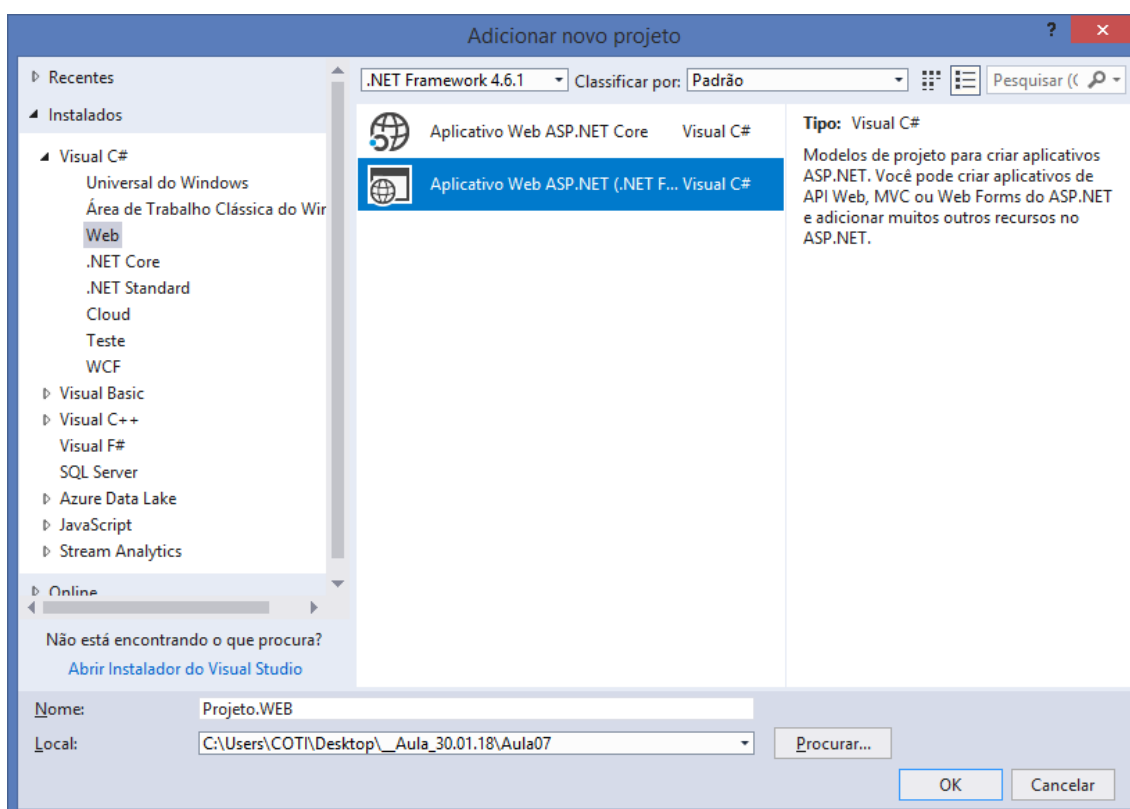 Adicionar novo projeto
?
Recentes
Instalados
Visual C#
Universal do Windows
Área de Trabalho Clássica do Wir
Web
.NET Core
.NET Standard
Cloud
Teste
WCF
Visual Basic
Visual C++
Visual F#
SQL Server
Azure Data Lake
JavaScript
Stream Analytics
Online
Não está encontrando o que procura?
Abrir Instalador do Visual Studio
.NET Framework 4.6.1 Classificar por: Padrão
Pesquisar ((
Aplicativo Web ASP.NET Core Visual C#
Aplicativo Web ASP.NET (.NET F... Visual C#
Tipo: Visual C#
Modelos de projeto para criar aplicativos
ASP.NET. Você pode criar aplicativos de
API Web, MVC ou Web Forms do ASP.NET
e adicionar muitos outros recursos no
ASP.NET.
Nome: Projeto.WEB
Local: C:\Users\COTI\Desktop\__Aula_30.01.18\Aula07
Procurar...
OK Cancelar